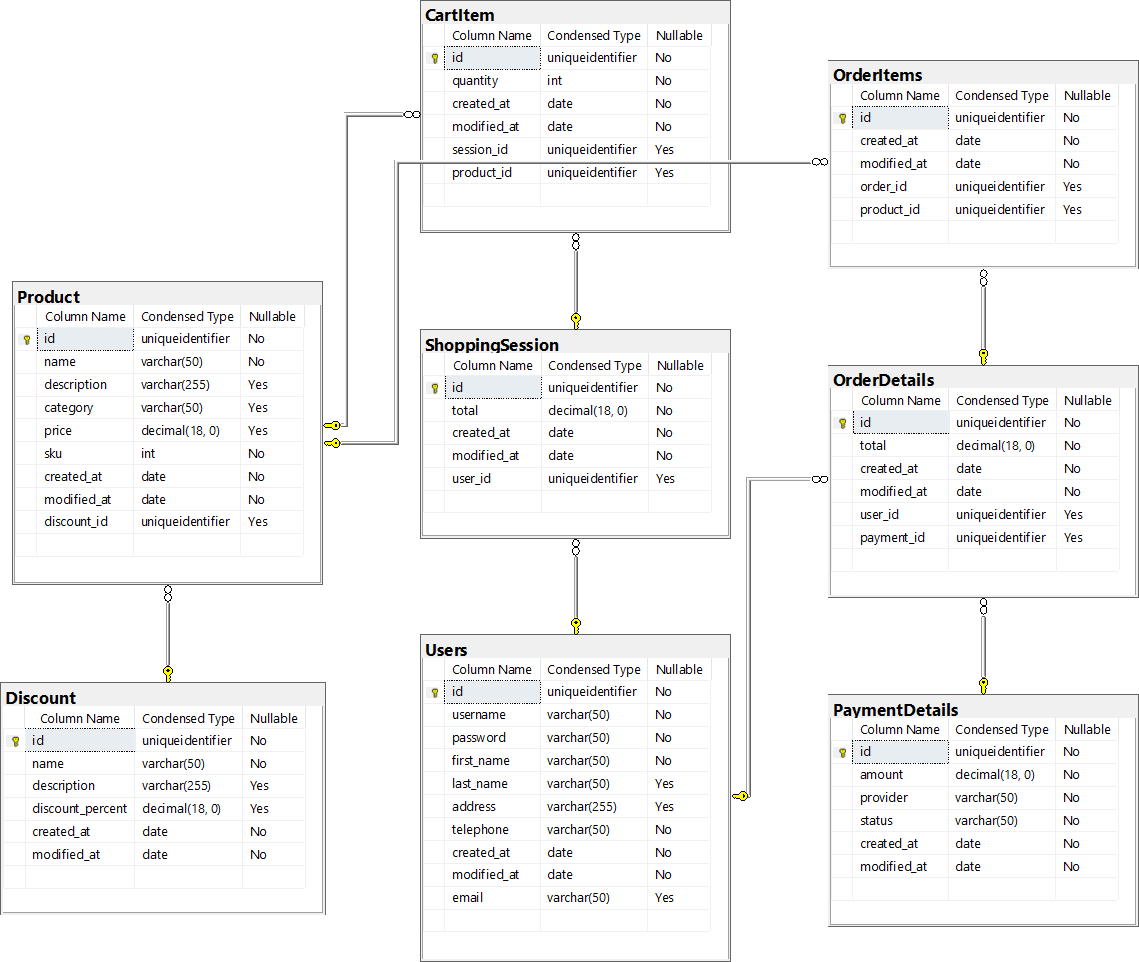 CartItem
Column Name Condensed Type Nullable
id uniqueidentifier No
quantity int No
created_at date No
modified_at date No
session_id uniqueidentifier Yes
product_id uniqueidentifier Yes
OrderItems
Column Name Condensed Type Nullable
id uniqueidentifier No
created_at date No
modified_at date No
order_id uniqueidentifier Yes
product_id uniqueidentifier Yes
Product
Column Name Condensed Type Nullable
id uniqueidentifier No
name varchar(50) No
description varchar(255) Yes
category varchar(50) Yes
price decimal(18, 0) Yes
sku int No
created_at date No
modified_at date No
discount_id uniqueidentifier Yes
ShoppingSession
Column Name Condensed Type Nullable
id uniqueidentifier No
total decimal(18, 0) No
created_at date No
modified_at date No
user_id uniqueidentifier Yes
OrderDetails
Column Name Condensed Type Nullable
id uniqueidentifier No
total decimal(18, 0) No
created_at date No
modified_at date No
user_id uniqueidentifier Yes
payment_id uniqueidentifier Yes
Discount
Column Name Condensed Type Nullable
id uniqueidentifier No
name varchar(50) No
description varchar(255) Yes
discount_percent decimal(18, 0) Yes
created_at date No
modified_at date No
Users
Column Name Condensed Type Nullable
id uniqueidentifier No
username varchar(50) No
password varchar(50) No
first_name varchar(50) No
last_name varchar(50) Yes
address varchar(255) Yes
telephone varchar(50) No
created_at date No
modified_at date No
email varchar(50) Yes
PaymentDetails
Column Name Condensed Type Nullable
id uniqueidentifier No
amount decimal(18, 0) No
provider varchar(50) No
status varchar(50) No
created_at date No
modified_at date No